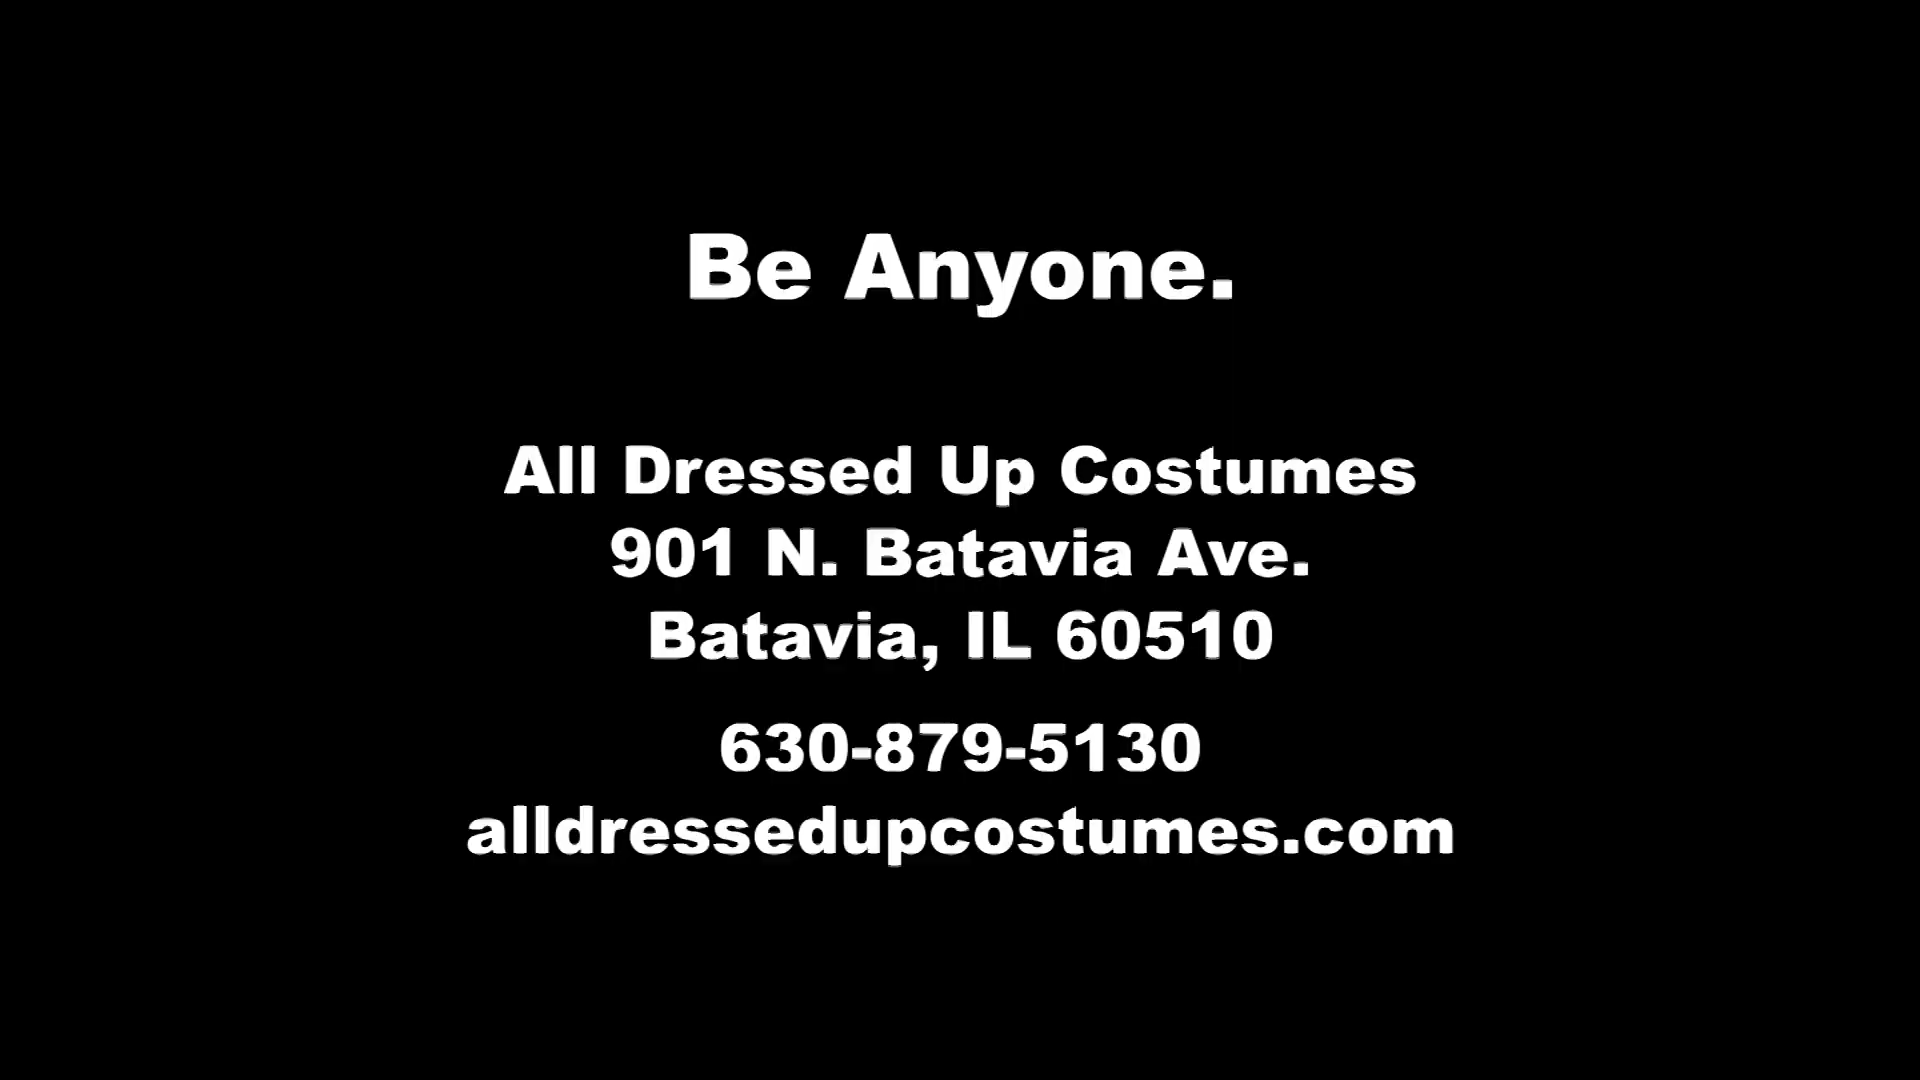 Be Anyone.
All Dressed Up Costumes
901 N. Batavia Ave.
Batavia, IL 60510
630-879-5130
alldressedupcostumes.com